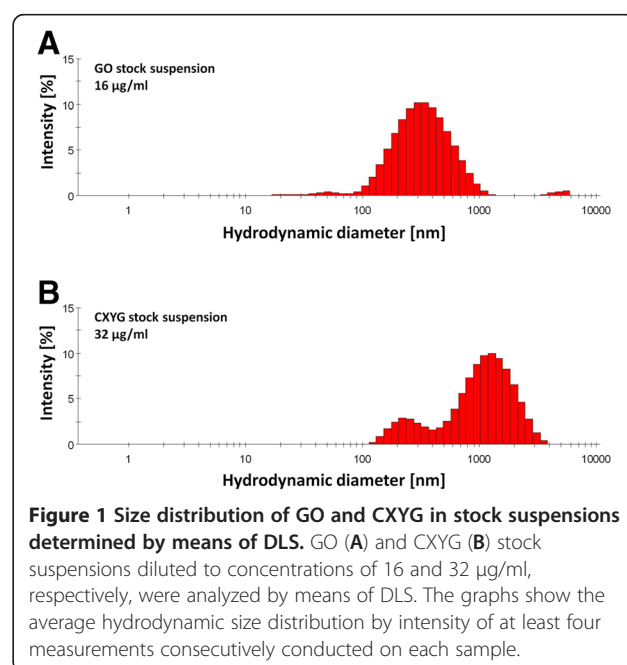 A
15
GO stock suspension
16 µg/ml
10
Intensity [%]
5
0
1 10 100 1000 10000
Hydrodynamic diameter [nm]
B
15
CXYG stock suspension
32 µg/ml
10
Intensity [%]
5
0
1 10 100 1000 10000
Hydrodynamic diameter [nm]
Figure 1 Size distribution of GO and CXYG in stock suspensions
determined by means of DLS. GO (A) and CXYG (B) stock
suspensions diluted to concentrations of 16 and 32 µg/ml,
respectively, were analyzed by means of DLS. The graphs show the
average hydrodynamic size distribution by intensity of at least four
measurements consecutively conducted on each sample.